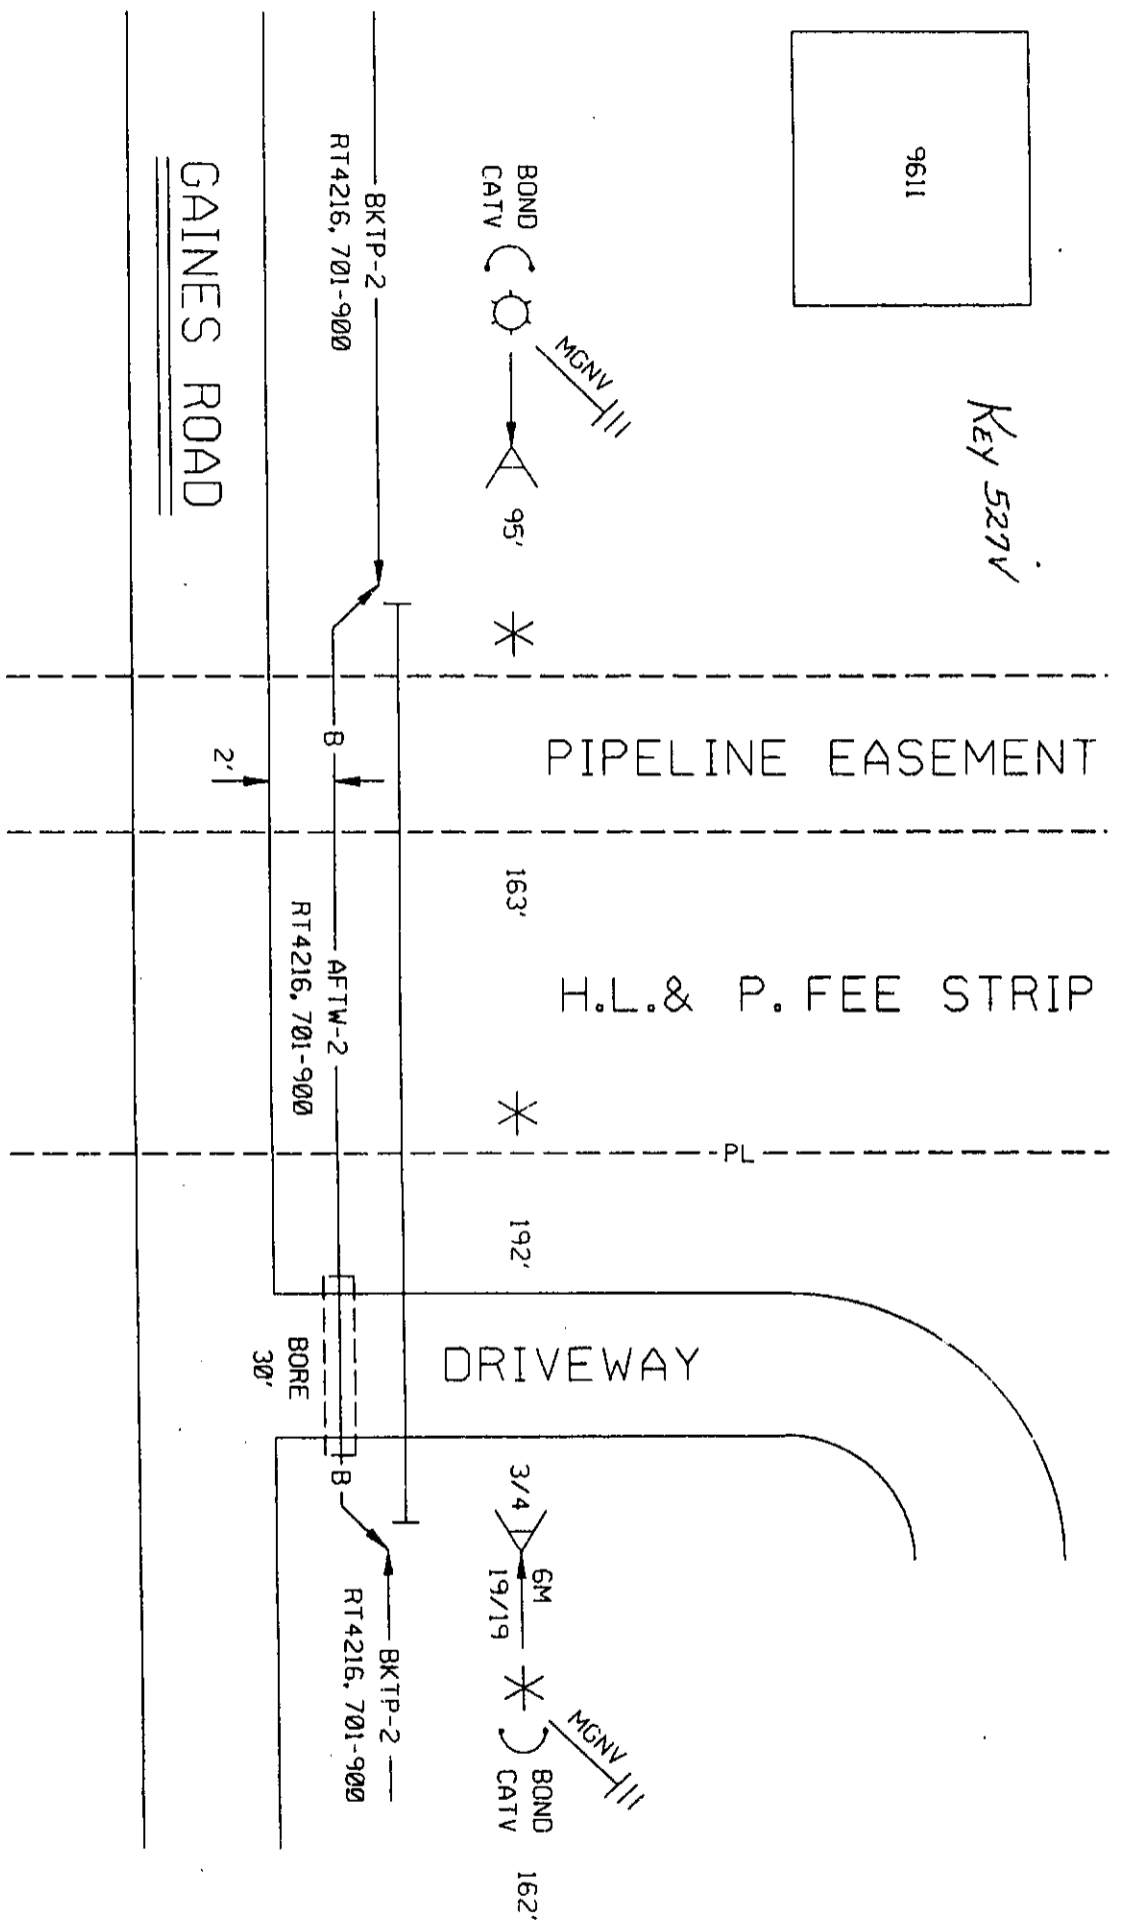 9611
KEY 527V
BOND
CATV
MGNV
95'
BKTP-2
RT4216, 701-900
GAINES ROAD
PIPELINE EASEMENT
B
2'
163'
H.L.& P. FEE STRIP
AFTW-2
RT4216, 701-900
PL
192'
DRIVEWAY
BORE
30'
B
3/4
6M
19/19
MGNV
BOND
CATV
162'
BKTP-2
RT4216, 701-900